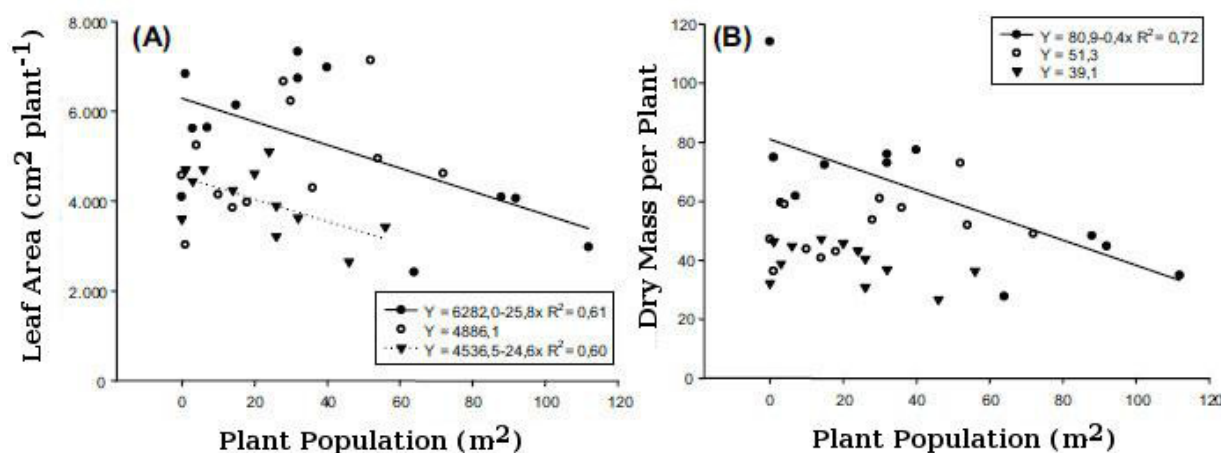 (A)
8.000
6.000
4.000
2.000
0
Leaf Area (cm² plant⁻¹)
Y = 6282,0-25,8x R² = 0,61
Y = 4886,1
Y = 4536,5-24,6x R² = 0,60
0 20 40 60 80 100 120
Plant Population (m²)
(B)
120
100
80
60
40
20
0
Dry Mass per Plant
Y = 80,9-0,4x R² = 0,72
Y = 51,3
Y = 39,1
0 20 40 60 80 100 120
Plant Population (m²)